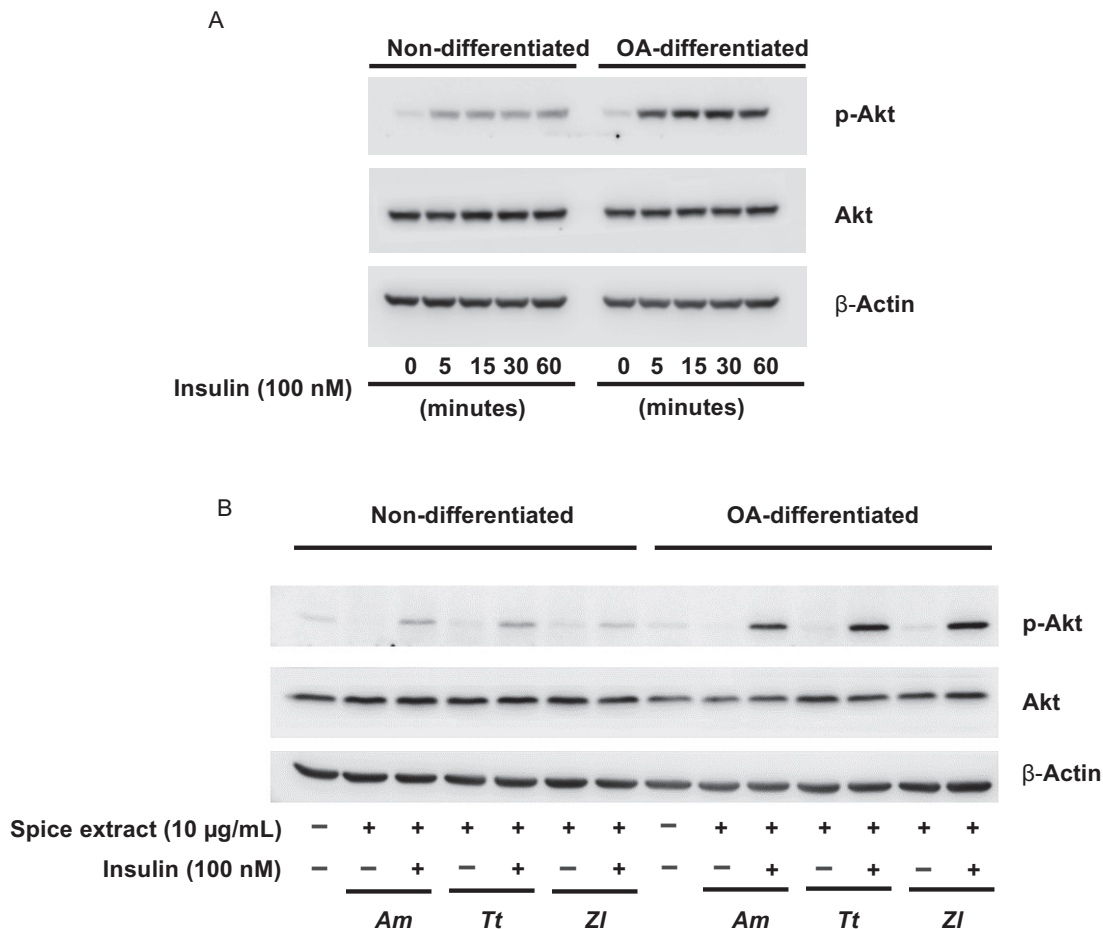 A
Non-differentiated OA-differentiated
p-Akt
Akt
β-Actin
0 5 15 30 60 0 5 15 30 60
Insulin (100 nM)
(minutes) (minutes)
B
Non-differentiated OA-differentiated
p-Akt
Akt
β-Actin
Spice extract (10 µg/mL) − + + + + + + − + + + + + +
Insulin (100 nM) − − + − + − + − − + − + − +
Am Tt Zl Am Tt Zl